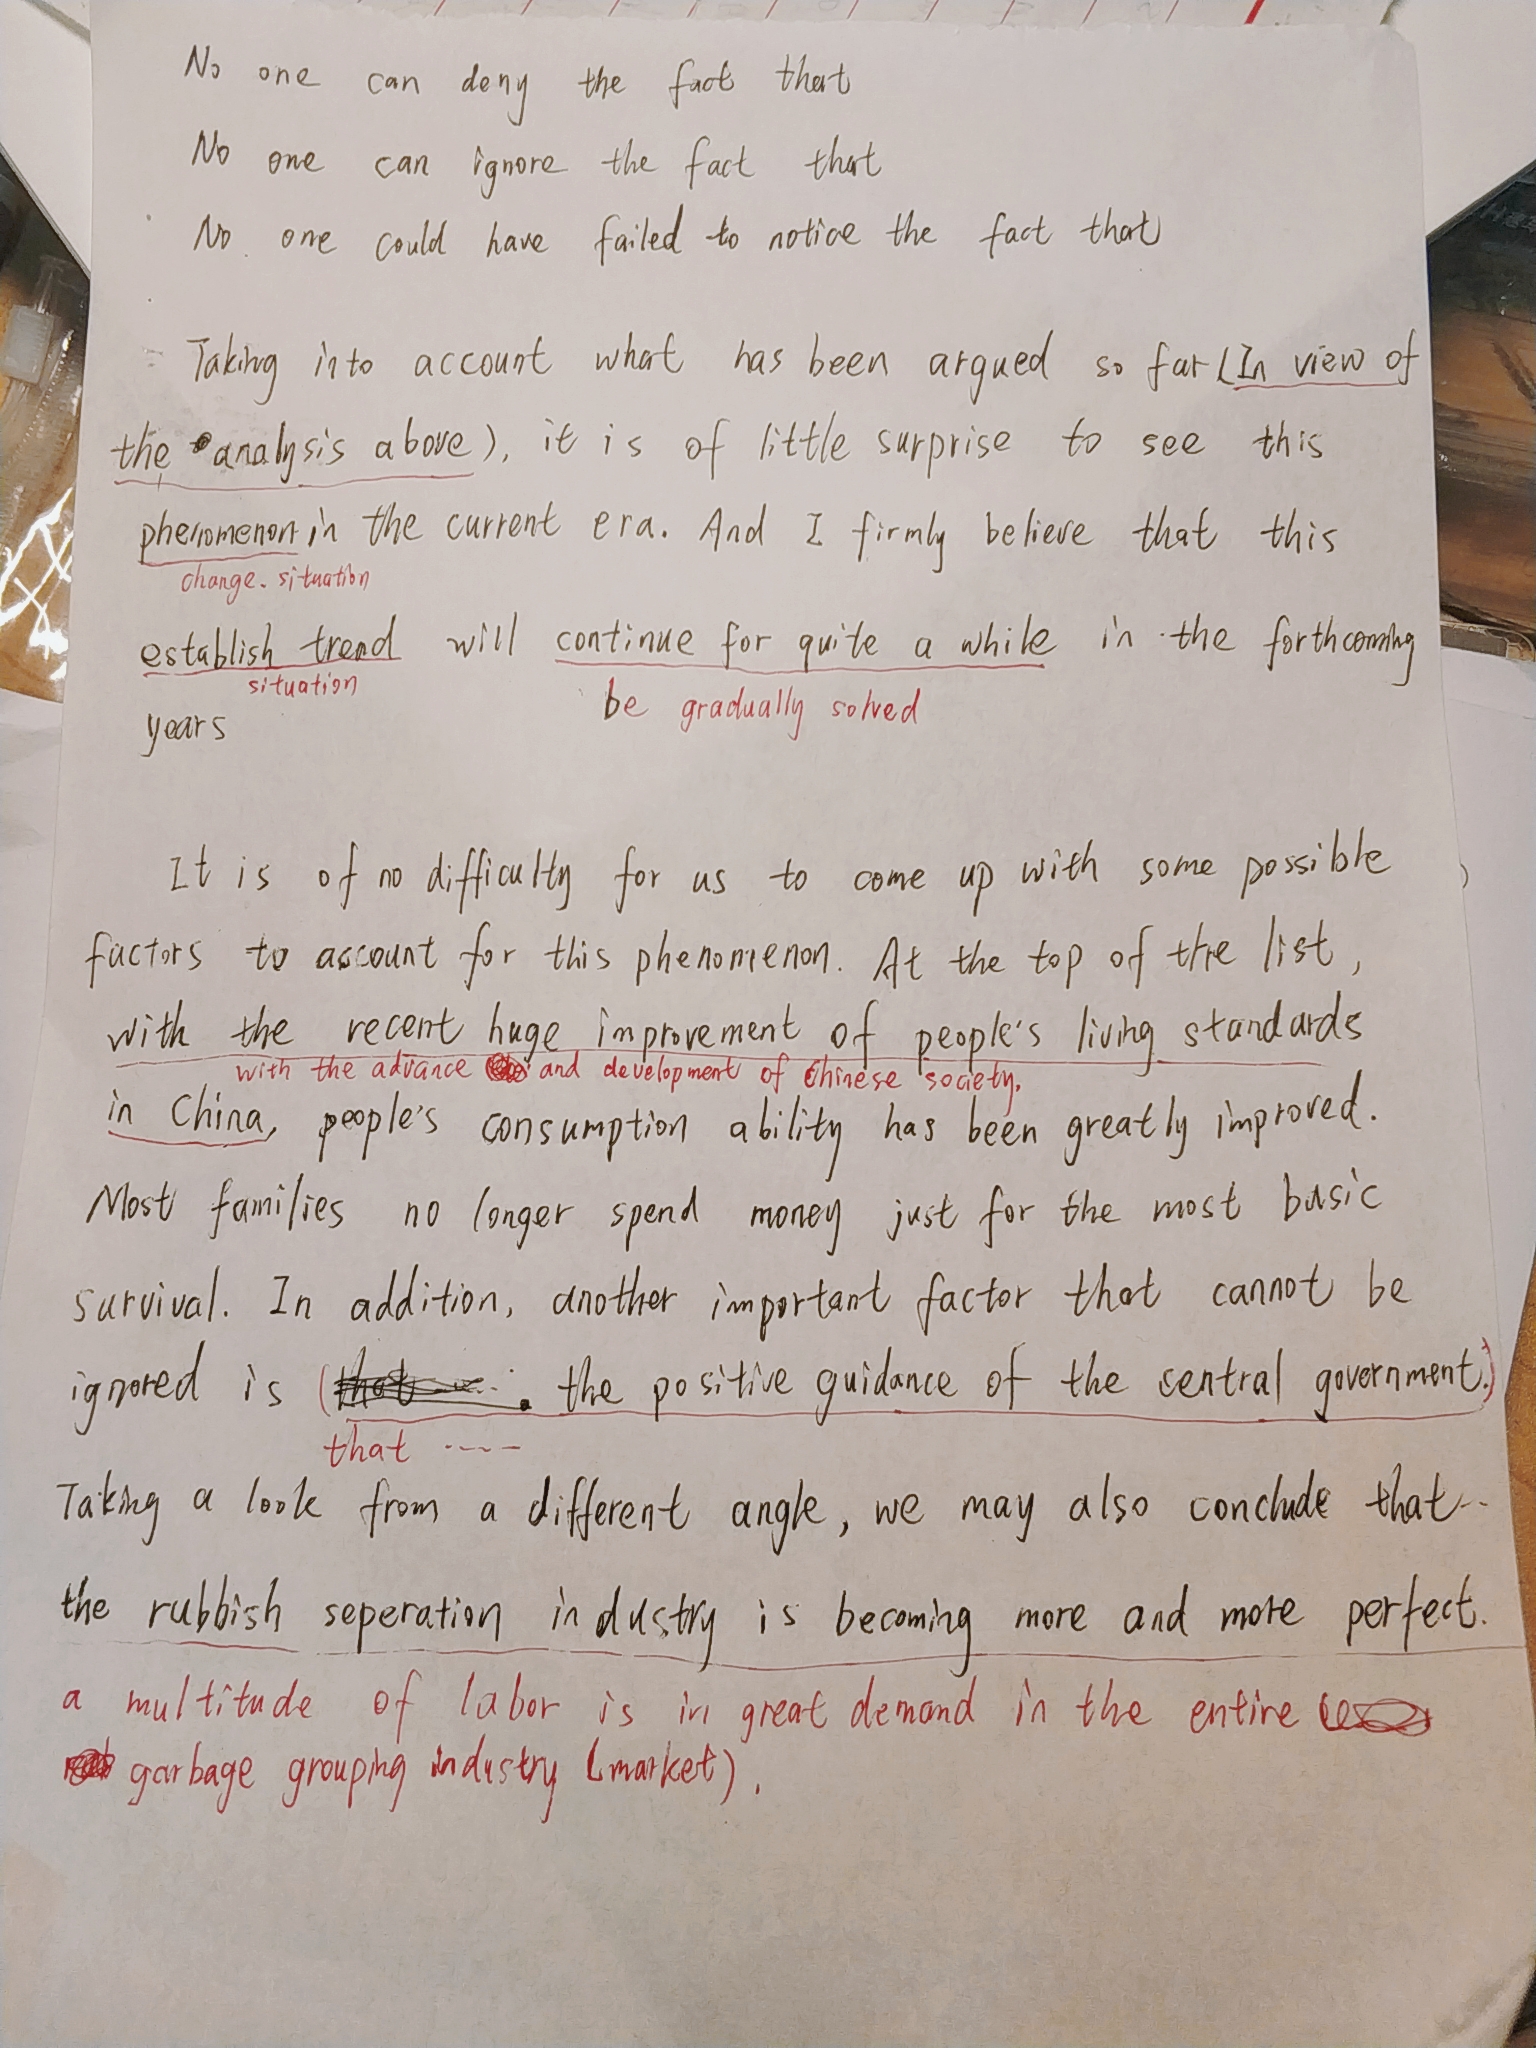 No one can deny the fact that
No one can ignore the fact that
No one could have failed to notice the fact that
Taking into account what has been argued so far (In view of
the analysis above), it is of little surprise to see this
phenomenon in the current era. And I firmly believe that this
change. situation
establish trend will continue for quite a while in the forthcoming
situation
be gradually solved
years
It is of no difficulty for us to come up with some possible
factors to account for this phenomenon. At the top of the list,
with the recent huge improvement of people's living standards
with the advance and development of Chinese society.
in China, people's consumption ability has been greatly improved.
Most families no longer spend money just for the most basic
survival. In addition, another important factor that cannot be
ignored is (the positive guidance of the central government.)
that ----
Taking a look from a different angle, we may also conclude that--
the rubbish seperation industry is becoming more and more perfect.
a multitude of labor is in great demand in the entire
garbage grouping industry (market).